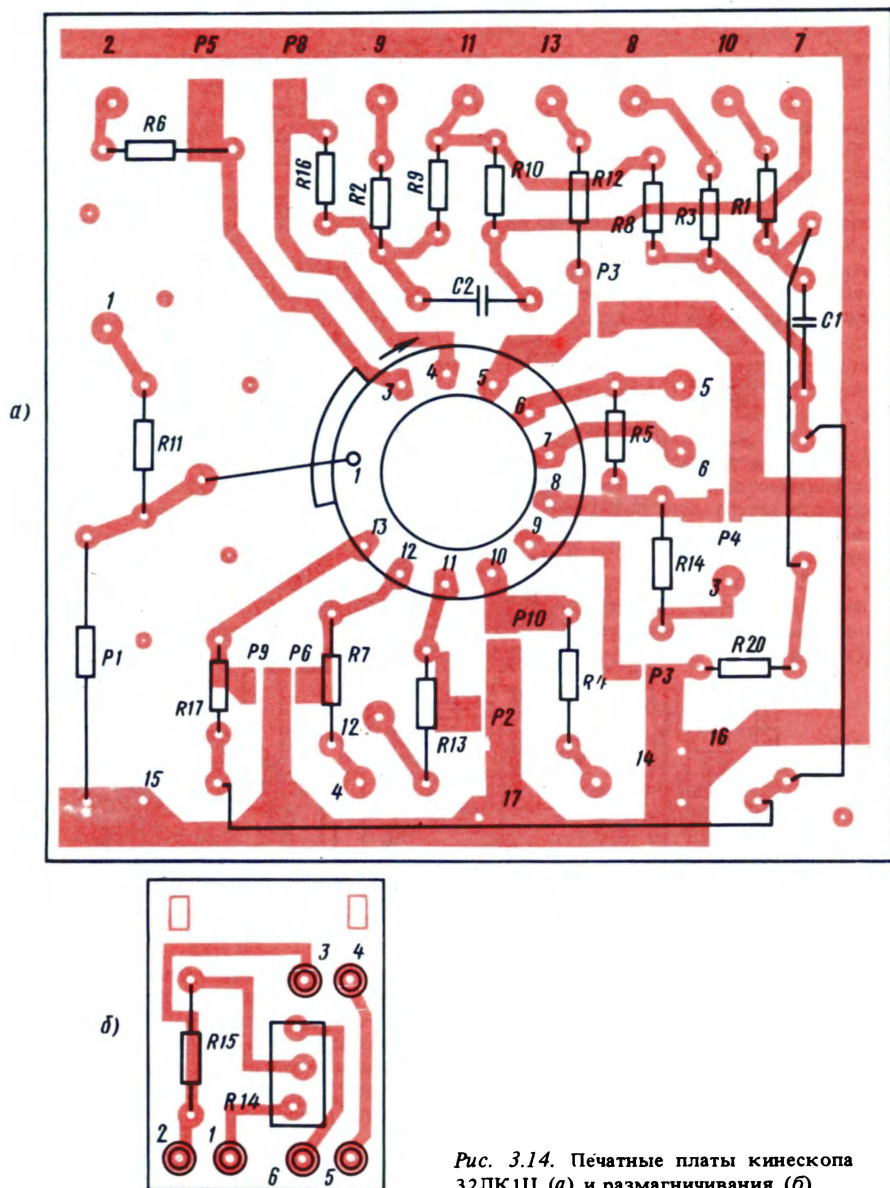 2 P5 P8 9 11 13 8 10 7
R6
R16 R2 R9 R10 R12 R8 R3 R1
P3
C2
C1
1
3 4 5
6 5
а)
R11
R5
1
7
6
8
P4
13 12 11 10 9
R14
3
P10
P1
P9 P6 R7
P3 R20
R17
R13
12
P2
16
14
15
4
17
3 4
б)
R15
R14
2 1
6 5
Рис. 3.14. Печатные платы кинескопа
32ЛК1Ц (а) и размагничивания (б)